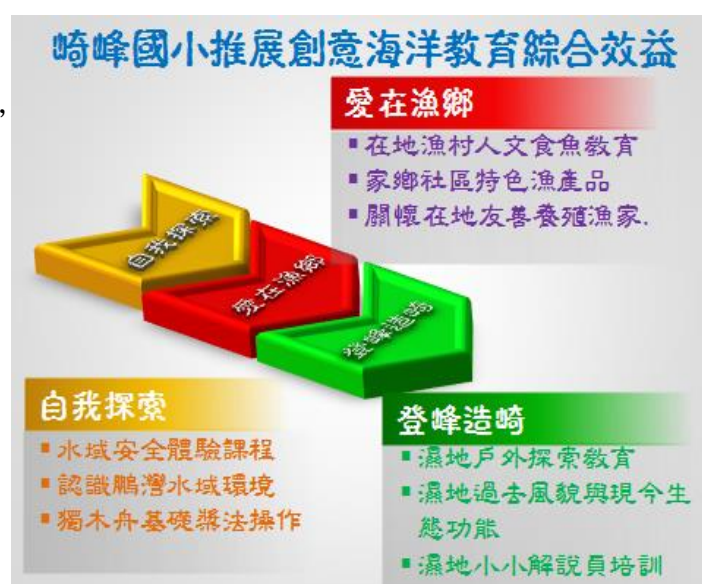 崎峰國小推展創意海洋教育綜合效益
,
愛在漁鄉
▪在地漁村人文食魚教育
▪家鄉社區特色漁產品
▪關懷在地友善養殖漁家.
自我探索
愛在漁鄉
登峰造崎
自我探索
▪水域安全體驗課程
▪認識鵬灣水域環境
▪獨木舟基礎槳法操作
登峰造崎
▪濕地戶外探索教育
▪濕地過去風貌與現今生
態功能
▪濕地小小解說員培訓